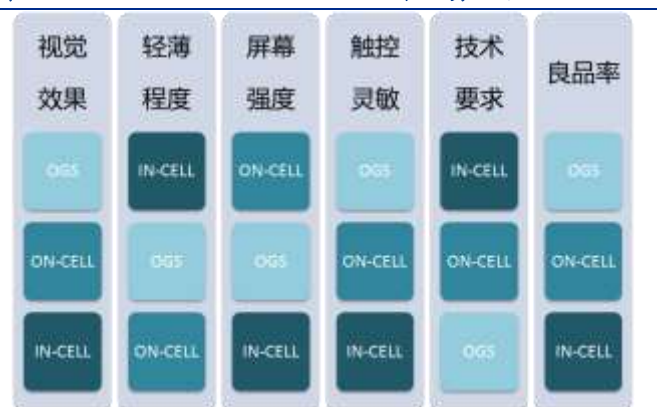 视觉 轻薄 屏幕 触控 技术 良品率
效果 程度 强度 灵敏 要求
OGS IN-CELL ON-CELL OGS IN-CELL OGS
ON-CELL OGS OGS ON-CELL ON-CELL ON-CELL
IN-CELL ON-CELL IN-CELL IN-CELL OGS IN-CELL